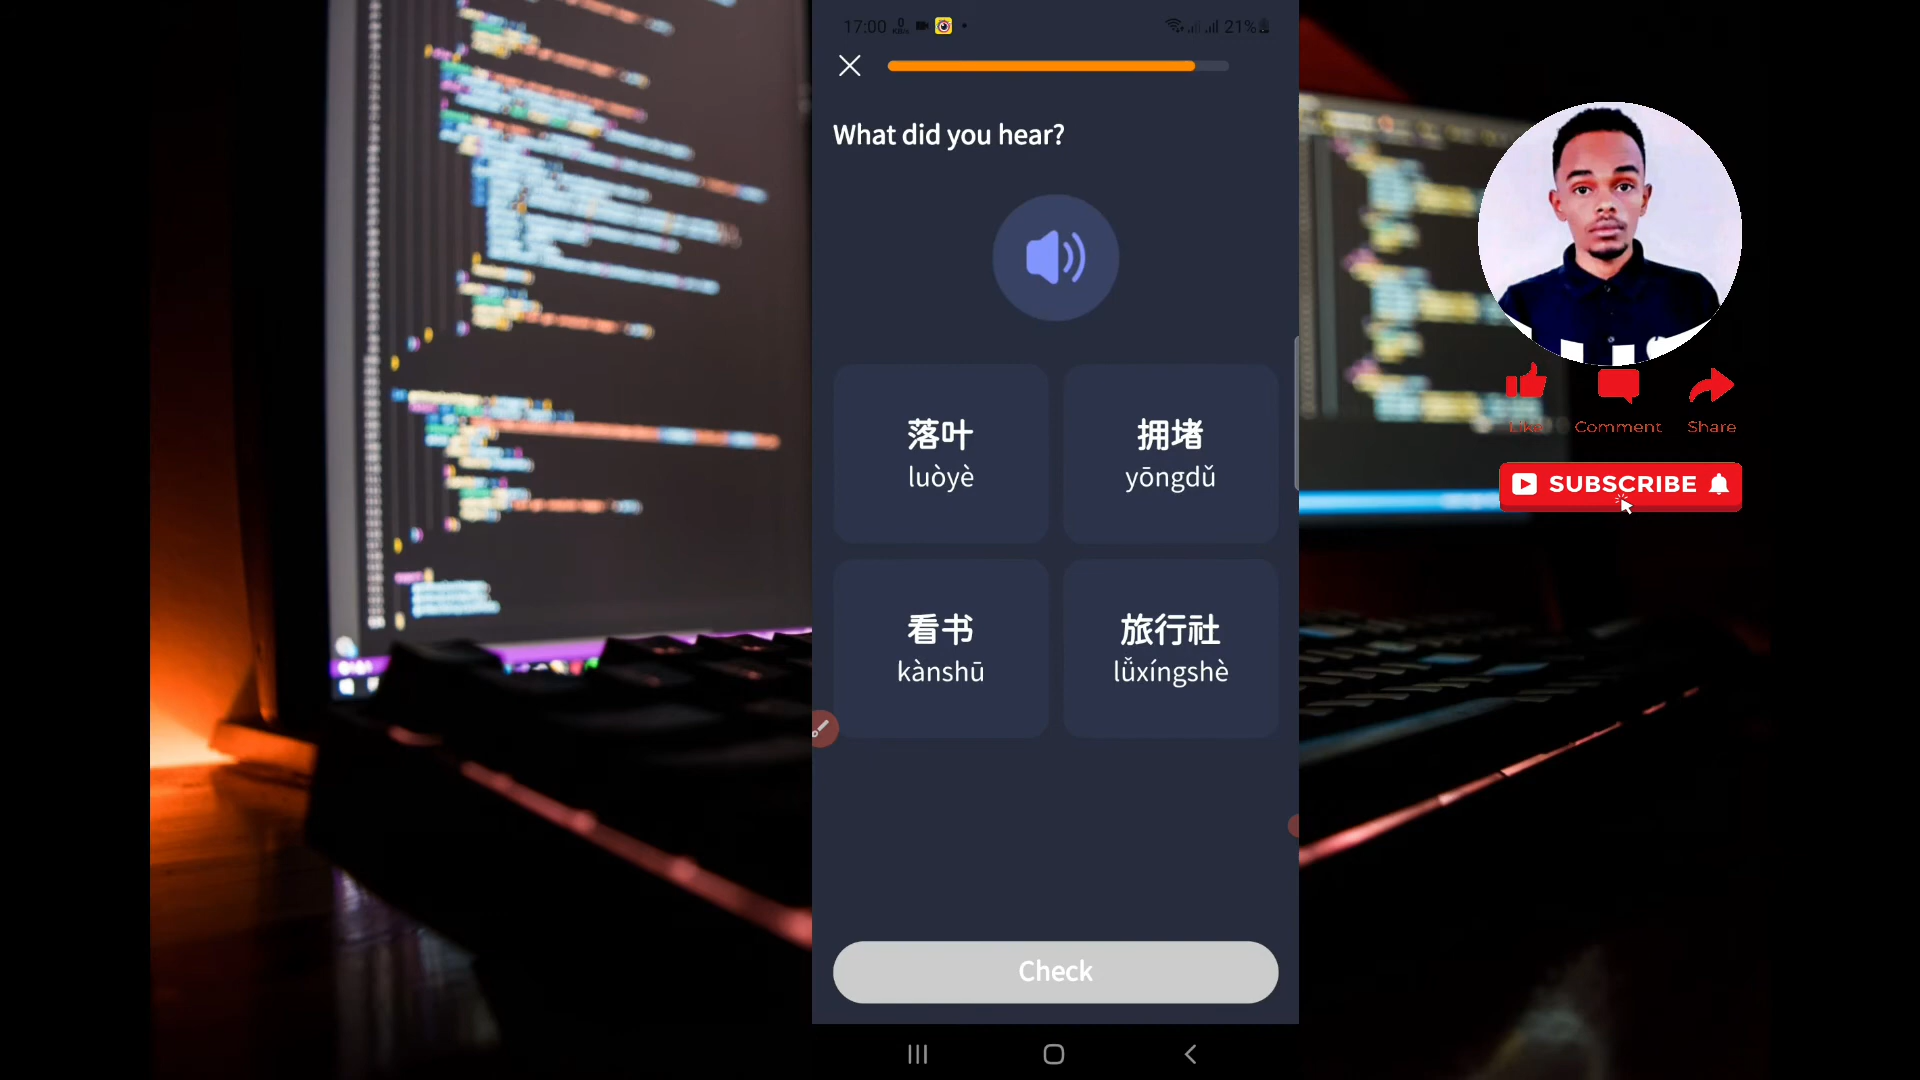 17:00
21%
What did you hear?
落叶
luòyè
拥堵
yōngdǔ
看书
kànshū
旅行社
lǚxíngshè
Check
Like
Comment
Share
SUBSCRIBE